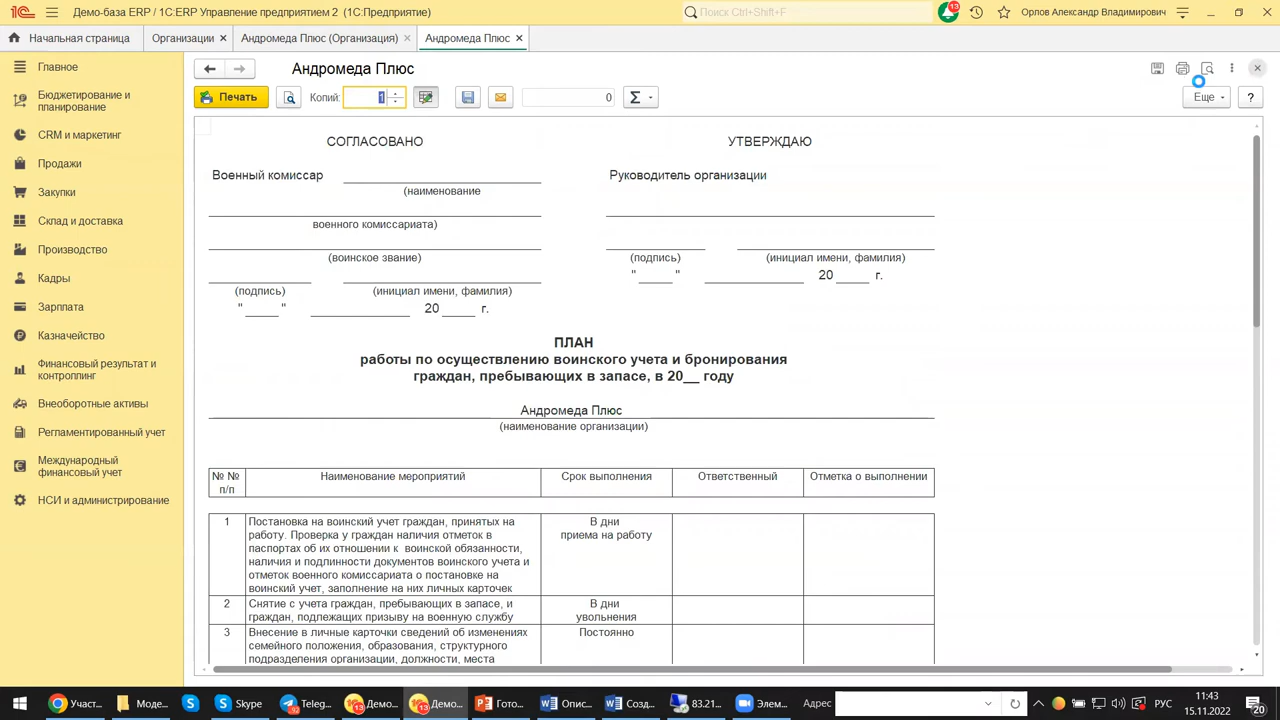 Демо-база ERP / 1С:ERP Управление предприятием 2 (1С:Предприятие)
Поиск Ctrl+Shift+F
13
Орлов Александр Владимирович
Начальная страница
Организации
Андромеда Плюс (Организация)
Андромеда Плюс
Главное
Бюджетирование и
планирование
CRM и маркетинг
Продажи
Закупки
Склад и доставка
Производство
Кадры
Зарплата
Казначейство
Финансовый результат и
контроллинг
Внеоборотные активы
Регламентированный учет
Международный
финансовый учет
НСИ и администрирование
Андромеда Плюс
Печать
Копий:
1
0
Σ
Еще
?
СОГЛАСОВАНО
УТВЕРЖДАЮ
Военный комиссар
(наименование
военного комиссариата)
(воинское звание)
(подпись)
(инициал имени, фамилия)
"_____" 20 _____ г.
Руководитель организации
(подпись)
(инициал имени, фамилия)
"_____" 20 _____ г.
ПЛАН
работы по осуществлению воинского учета и бронирования
граждан, пребывающих в запасе, в 20__ году
Андромеда Плюс
(наименование организации)
№ № п/п
Наименование мероприятий
Срок выполнения
Ответственный
Отметка о выполнении
1
Постановка на воинский учет граждан, принятых на
работу. Проверка у граждан наличия отметок в
паспортах об их отношении к воинской обязанности,
наличия и подлинности документов воинского учета и
отметок военного комиссариата о постановке на
воинский учет, заполнение на них личных карточек
В дни
приема на работу
2
Снятие с учета граждан, пребывающих в запасе, и
граждан, подлежащих призыву на военную службу
В дни
увольнения
3
Внесение в личные карточки сведений об изменениях
семейного положения, образования, структурного
подразделения организации, должности, места
Постоянно
Участ...
Моде...
Skype
Teleg...
Демо...
Демо...
Гото...
Опис...
Созд...
83.21...
Элем...
Адрес
РУС
11:43
15.11.2022
20